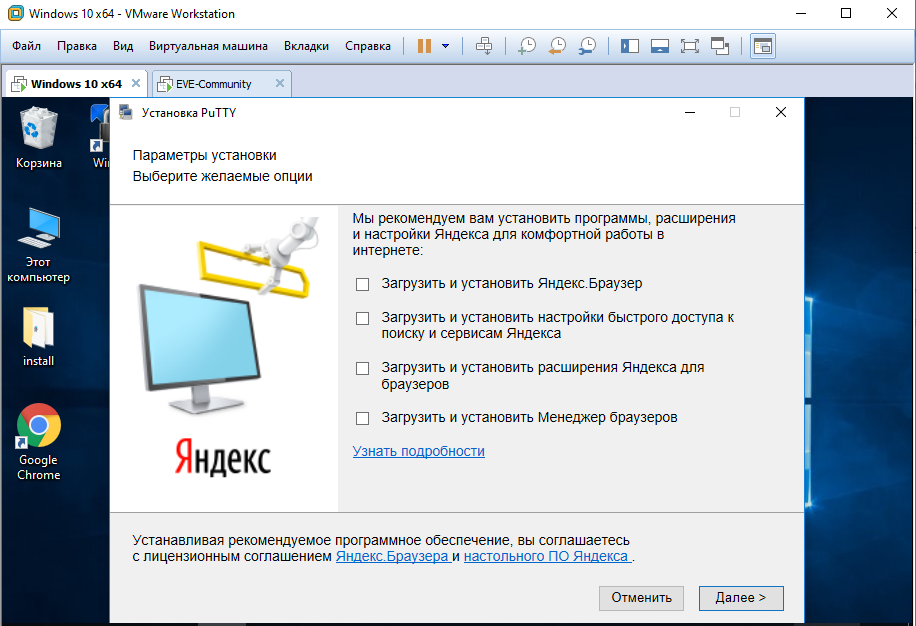 Windows 10 x64 - VMware Workstation
Файл Правка Вид Виртуальная машина Вкладки Справка
Windows 10 x64 EVE-Community
Корзина
Wi
Этот
компьютер
install
Google
Chrome
Установка PuTTY
Параметры установки
Выберите желаемые опции
Мы рекомендуем вам установить программы, расширения
и настройки Яндекса для комфортной работы в
интернете:
Загрузить и установить Яндекс.Браузер
Загрузить и установить настройки быстрого доступа к
поиску и сервисам Яндекса
Загрузить и установить расширения Яндекса для
браузеров
Загрузить и установить Менеджер браузеров
Узнать подробности
Яндекс
Устанавливая рекомендуемое программное обеспечение, вы соглашаетесь
с лицензионным соглашением Яндекс.Браузера и настольного ПО Яндекса .
Отменить Далее >